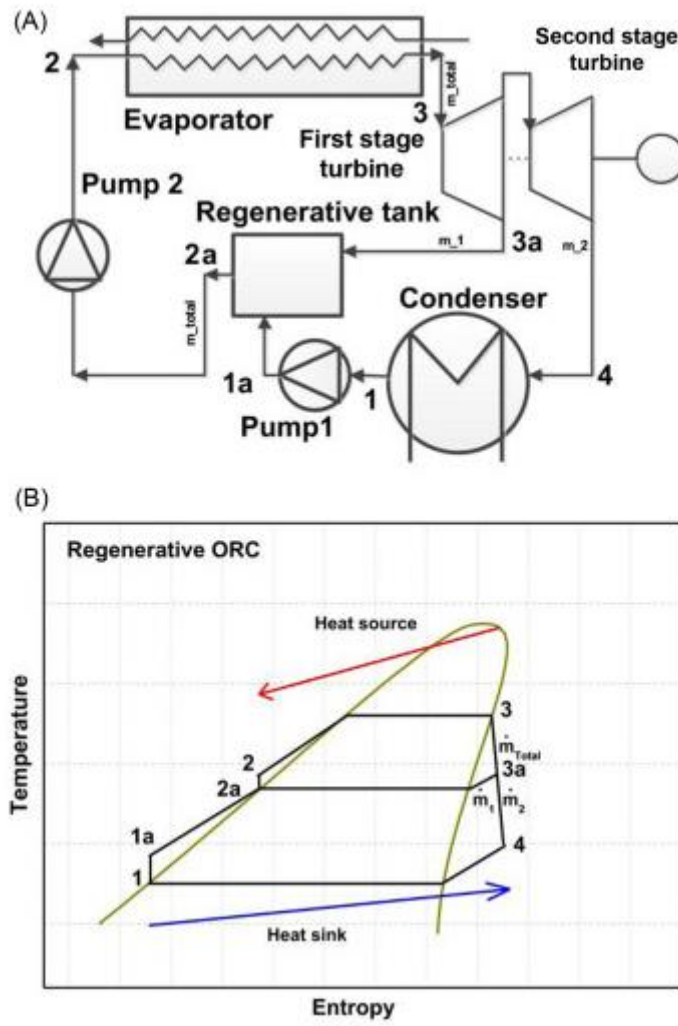 (A)
Second stage
turbine
2
m_total
3
Evaporator
First stage
turbine
Pump 2
Regenerative tank
2a
m_1
3a
m_2
m_total
Condenser
1a
1
4
Pump1
(B)
Regenerative ORC
Heat source
3
ṁTotal
2
3a
2a
ṁ1
ṁ2
1a
4
1
Heat sink
Temperature
Entropy